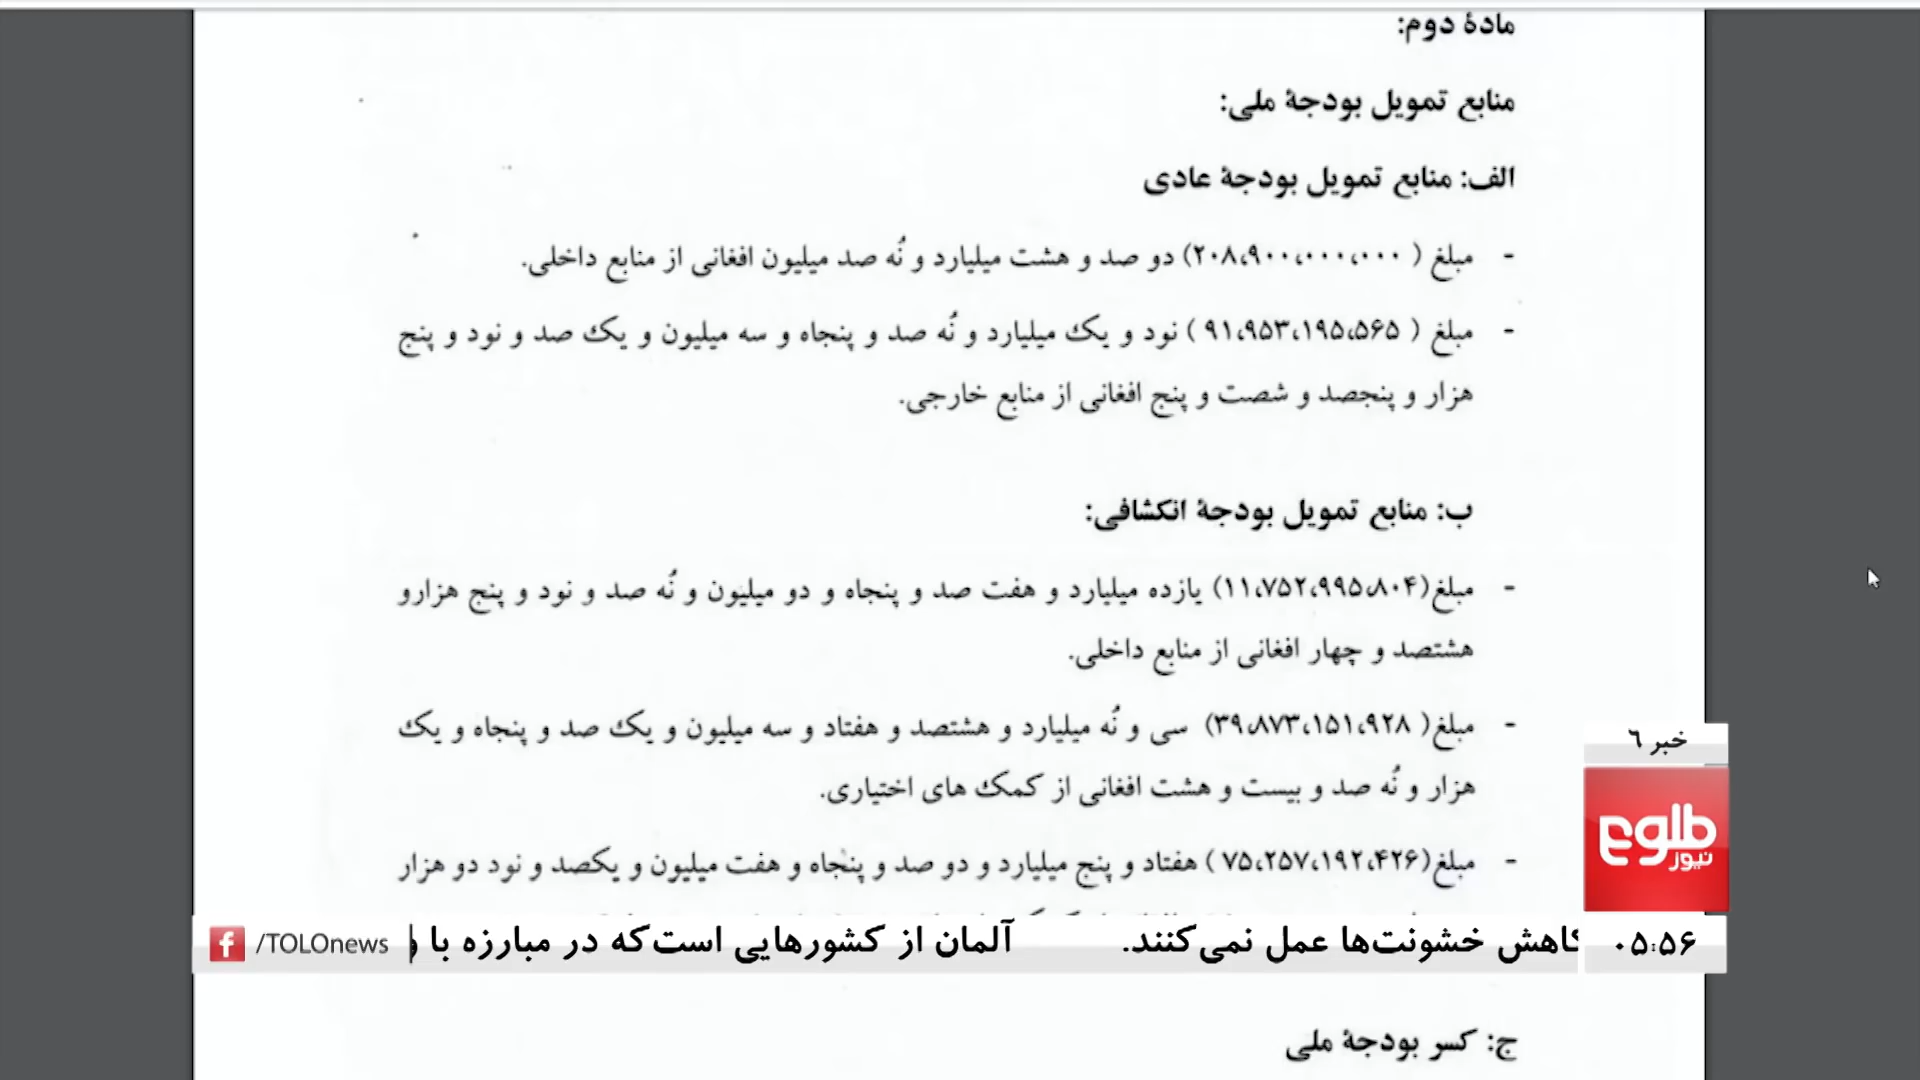 مادهٔ دوم:
منابع تمویل بودجهٔ ملی:
الف: منابع تمویل بودجهٔ عادی
- مبلغ ( ۲۰۸،۹۰۰،۰۰۰،۰۰۰) دو صد و هشت میلیارد و نُه صد میلیون افغانی از منابع داخلی.
- مبلغ ( ۹۱،۹۵۳،۱۹۵،۵۶۵ ) نود و یک میلیارد و نُه صد و پنجاه و سه میلیون و یک صد و نود و پنج
هزار و پنجصد و شصت و پنج افغانی از منابع خارجی.
ب: منابع تمویل بودجهٔ انکشافی:
- مبلغ(۱۱،۷۵۲،۹۹۵،۸۰۴) یازده میلیارد و هفت صد و پنجاه و دو میلیون و نُه صد و نود و پنج هزارو
هشتصد و چهار افغانی از منابع داخلی.
- مبلغ( ۳۹،۸۷۳،۱۵۱،۹۲۸) سی و نُه میلیارد و هشتصد و هفتاد و سه میلیون و یک صد و پنجاه و یک
هزار و نُه صد و بیست و هشت افغانی از کمک های اختیاری.
- مبلغ(۷۵،۲۵۷،۱۹۲،۴۲۶ ) هفتاد و پنج میلیارد و دو صد و پنجاه و هفت میلیون و یکصد و نود دو هزار
خبر ٦
طلوع
نیوز
۰۵:۵۶
کاهش خشونت‌ها عمل نمی‌کنند. آلمان از کشورهایی است‌که در مبارزه با
/TOLOnews
ج: کسر بودجهٔ ملی